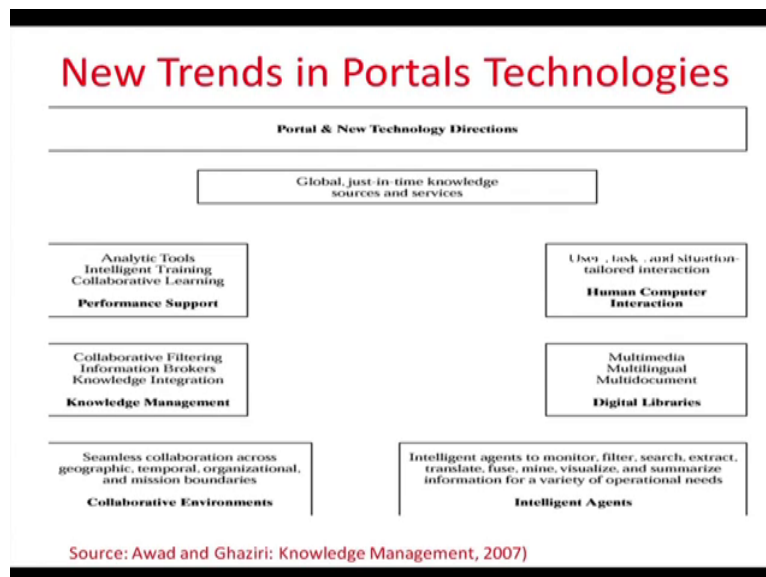 New Trends in Portals Technologies
Portal & New Technology Directions
Global, just-in-time knowledge
sources and services
Analytic Tools
Intelligent Training
Collaborative Learning
Performance Support
User , task , and situation-
tailored interaction
Human Computer
Interaction
Collaborative Filtering
Information Brokers
Knowledge Integration
Knowledge Management
Multimedia
Multilingual
Multidocument
Digital Libraries
Seamless collaboration across
geographic, temporal, organizational,
and mission boundaries
Collaborative Environments
Intelligent agents to monitor, filter, search, extract,
translate, fuse, mine, visualize, and summarize
information for a variety of operational needs
Intelligent Agents
Source: Awad and Ghaziri: Knowledge Management, 2007)